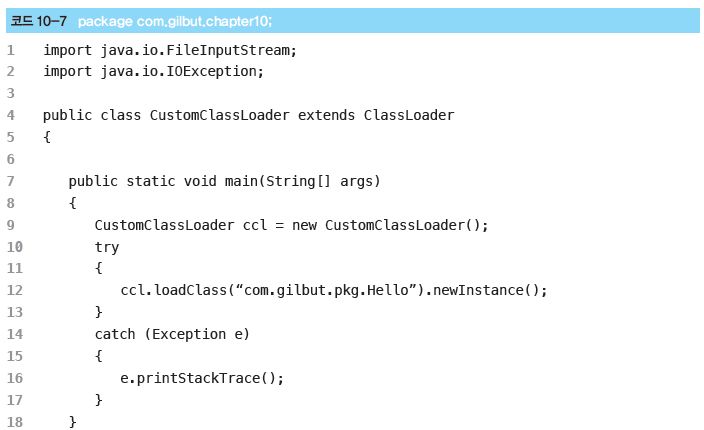 코드 10-7 package com.gilbut.chapter10;
1 import java.io.FileInputStream;
2 import java.io.IOException;
3
4 public class CustomClassLoader extends ClassLoader
5 {
6
7 public static void main(String[] args)
8 {
9 CustomClassLoader ccl = new CustomClassLoader();
10 try
11 {
12 ccl.loadClass(“com.gilbut.pkg.Hello”).newInstance();
13 }
14 catch (Exception e)
15 {
16 e.printStackTrace();
17 }
18 }